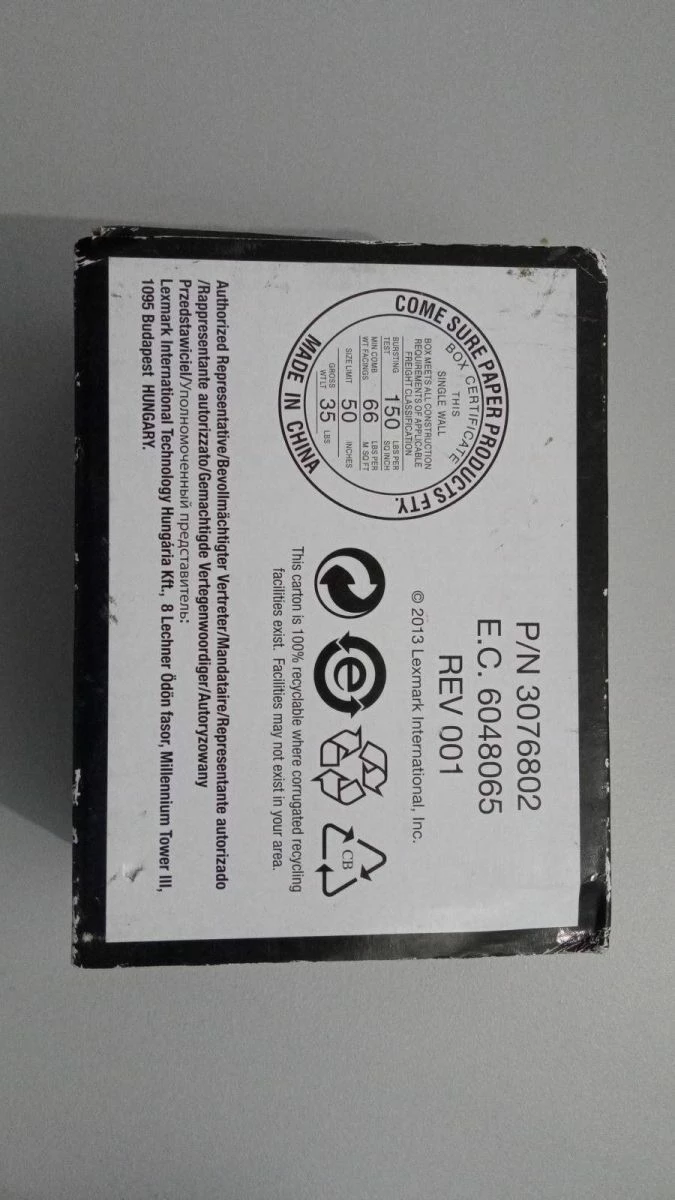 P/N 3076802
E.C. 6048065
REV 001
© 2013 Lexmark International, Inc.
COME SURE PAPER PRODUCTS FTY.
BOX CERTIFICATE
THIS
SINGLE WALL
BOX MEETS ALL CONSTRUCTION
REQUIREMENTS OF APPLICABLE
FREIGHT CLASSIFICATION
BURSTING TEST 150 LBS PER SQ INCH
MIN COMB WT FACINGS 66 LBS PER M SQ FT
SIZE LIMIT 50 INCHES
GROSS WT LT 35 LBS
MADE IN CHINA
e
CB
This carton is 100% recyclable where corrugated recycling
facilities exist. Facilities may not exist in your area.
Authorized Representative/Bevollmächtigter Vertreter/Mandataire/Representante autorizado
/Rappresentante autorizzato/Gemachtigde Vertegenwoordiger/Autoryzowany
Przedstawiciel/Уполномоченный представитель:
Lexmark International Technology Hungária Kft., 8 Lechner Ödön fasor, Millennium Tower III,
1095 Budapest HUNGARY.